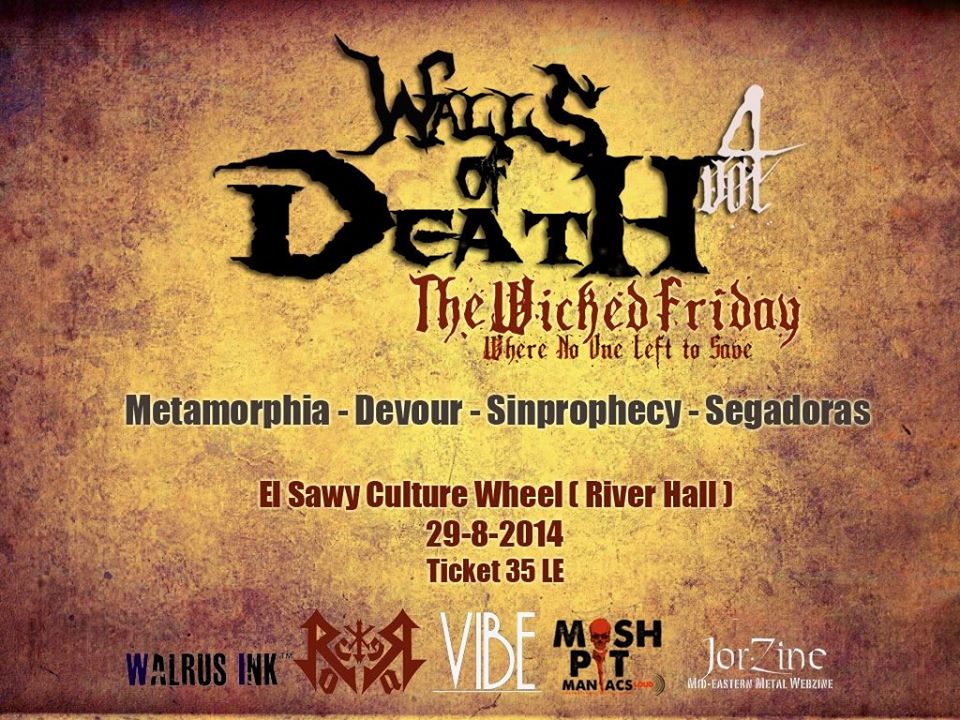 Walls
of
Death
vol 4
The Wicked Friday
Where No One Left to Save
Metamorphia - Devour - Sinprophecy - Segadoras
El Sawy Culture Wheel ( River Hall )
29-8-2014
Ticket 35 LE
WALRUS INK™
VIBE
MOSH
PIT
MANIACS LOUD
JorZine
Mid-eastern Metal Webzine